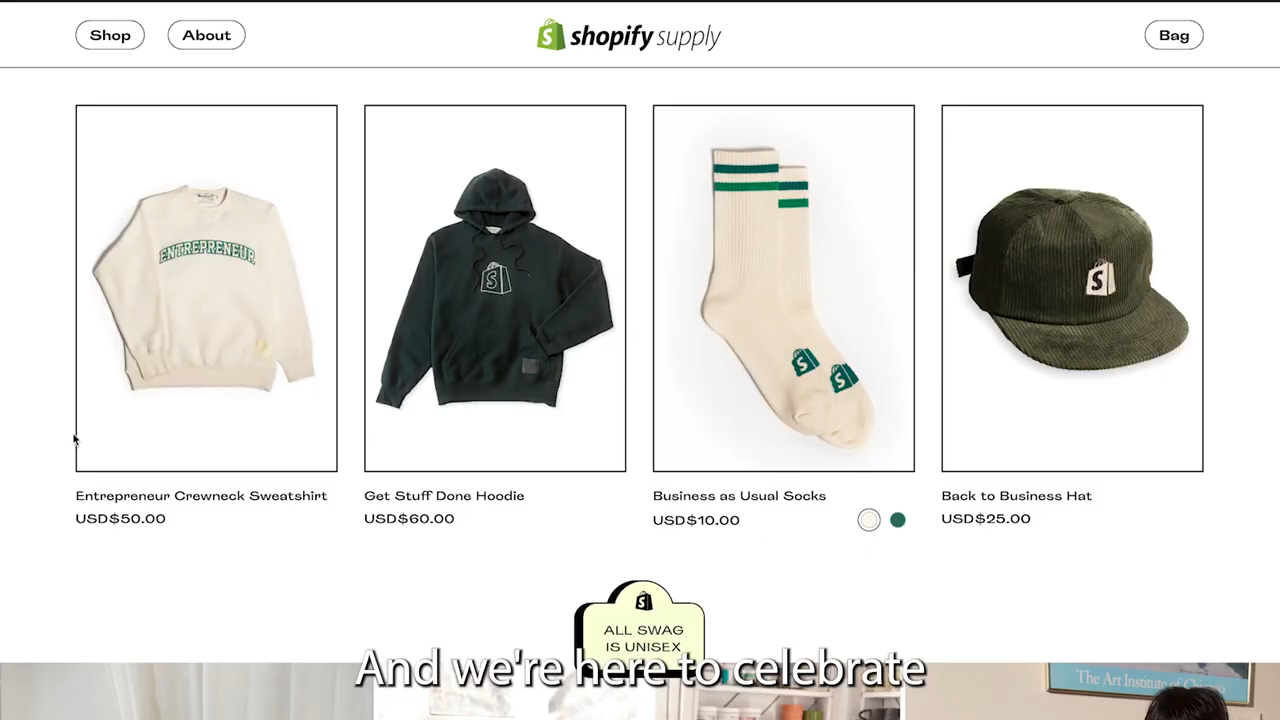 Shop
About
shopify supply
Bag
ENTREPRENEUR
Entrepreneur Crewneck Sweatshirt
USD$50.00
Get Stuff Done Hoodie
USD$60.00
Business as Usual Socks
USD$10.00
Back to Business Hat
USD$25.00
ALL SWAG
IS UNISEX
And we're here to celebrate
The Art Institute of Chicago